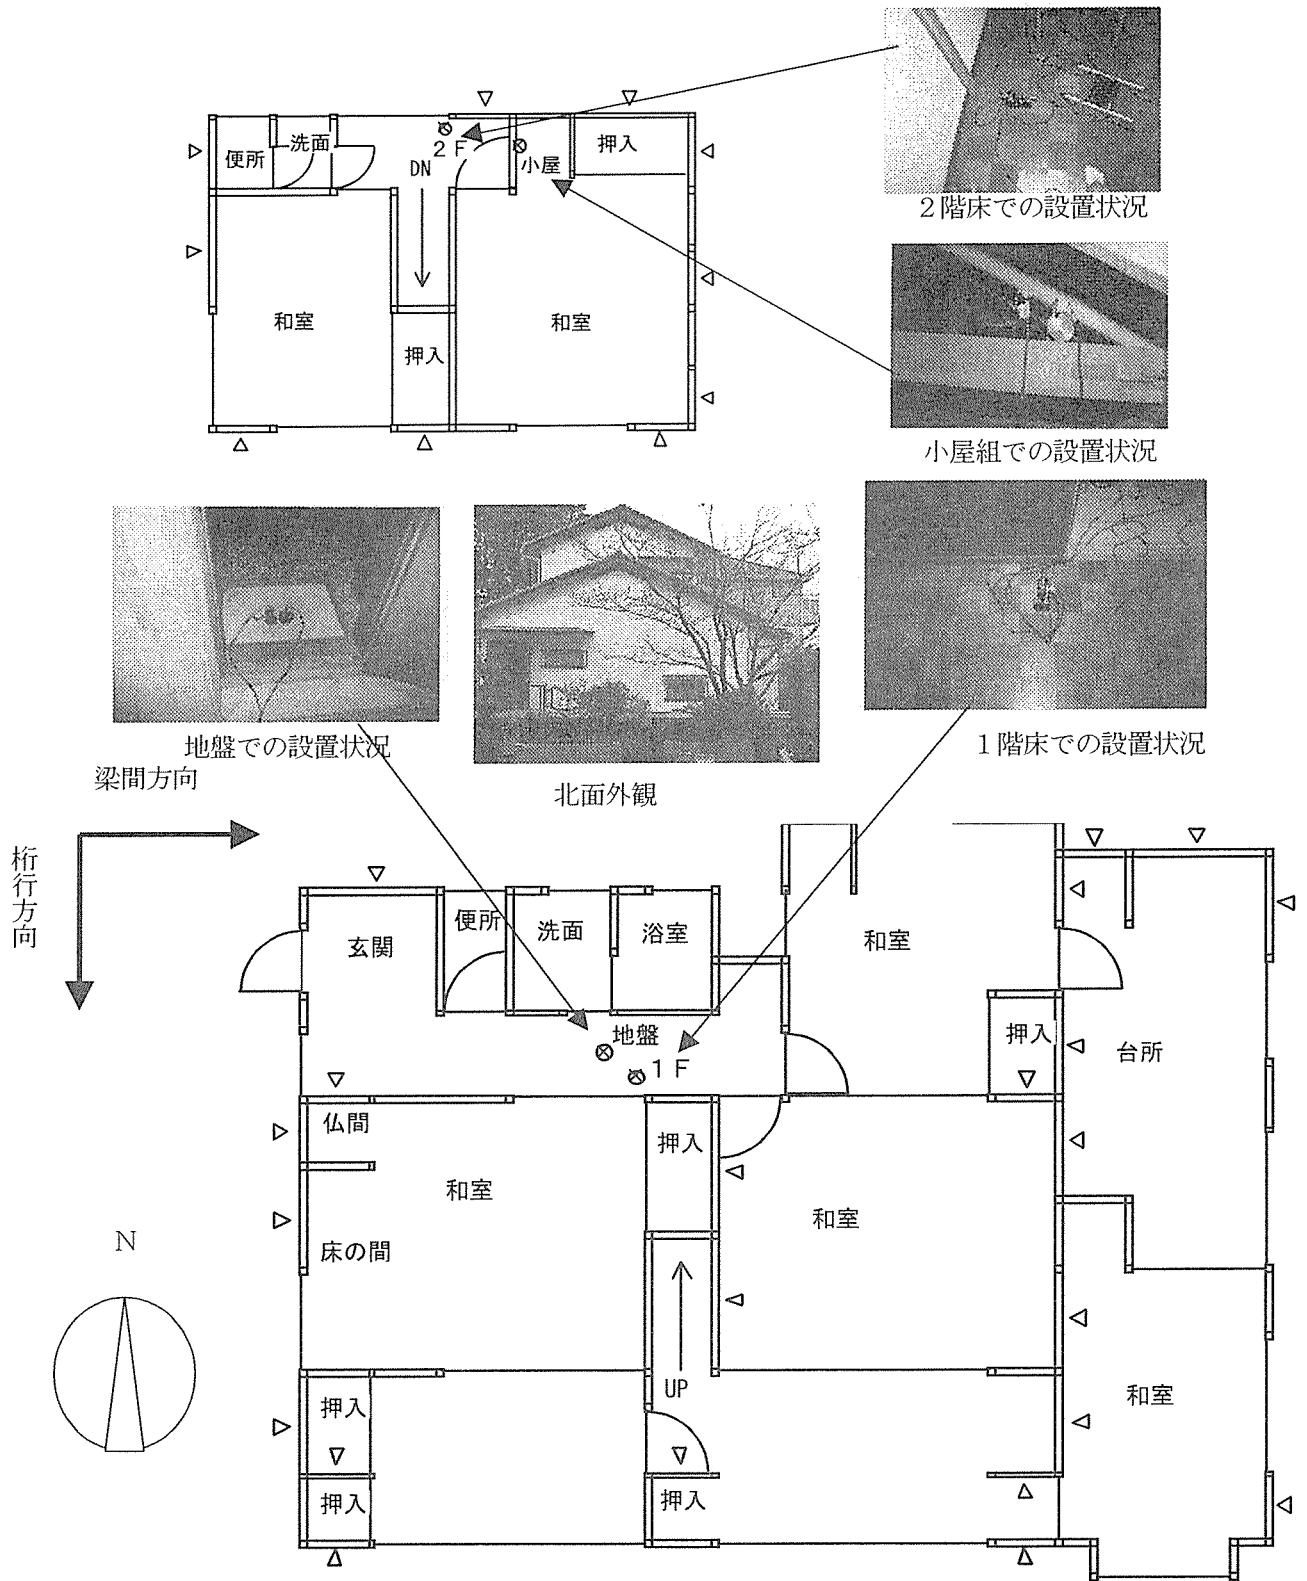 便所
洗面
DN
2F
小屋
押入
2階床での設置状況
和室
押入
和室
小屋組での設置状況
地盤での設置状況
北面外観
1階床での設置状況
梁間方向
桁行方向
玄関
便所
洗面
浴室
和室
地盤
1F
押入
台所
仏間
押入
和室
和室
床の間
N
UP
押入
和室
押入
押入